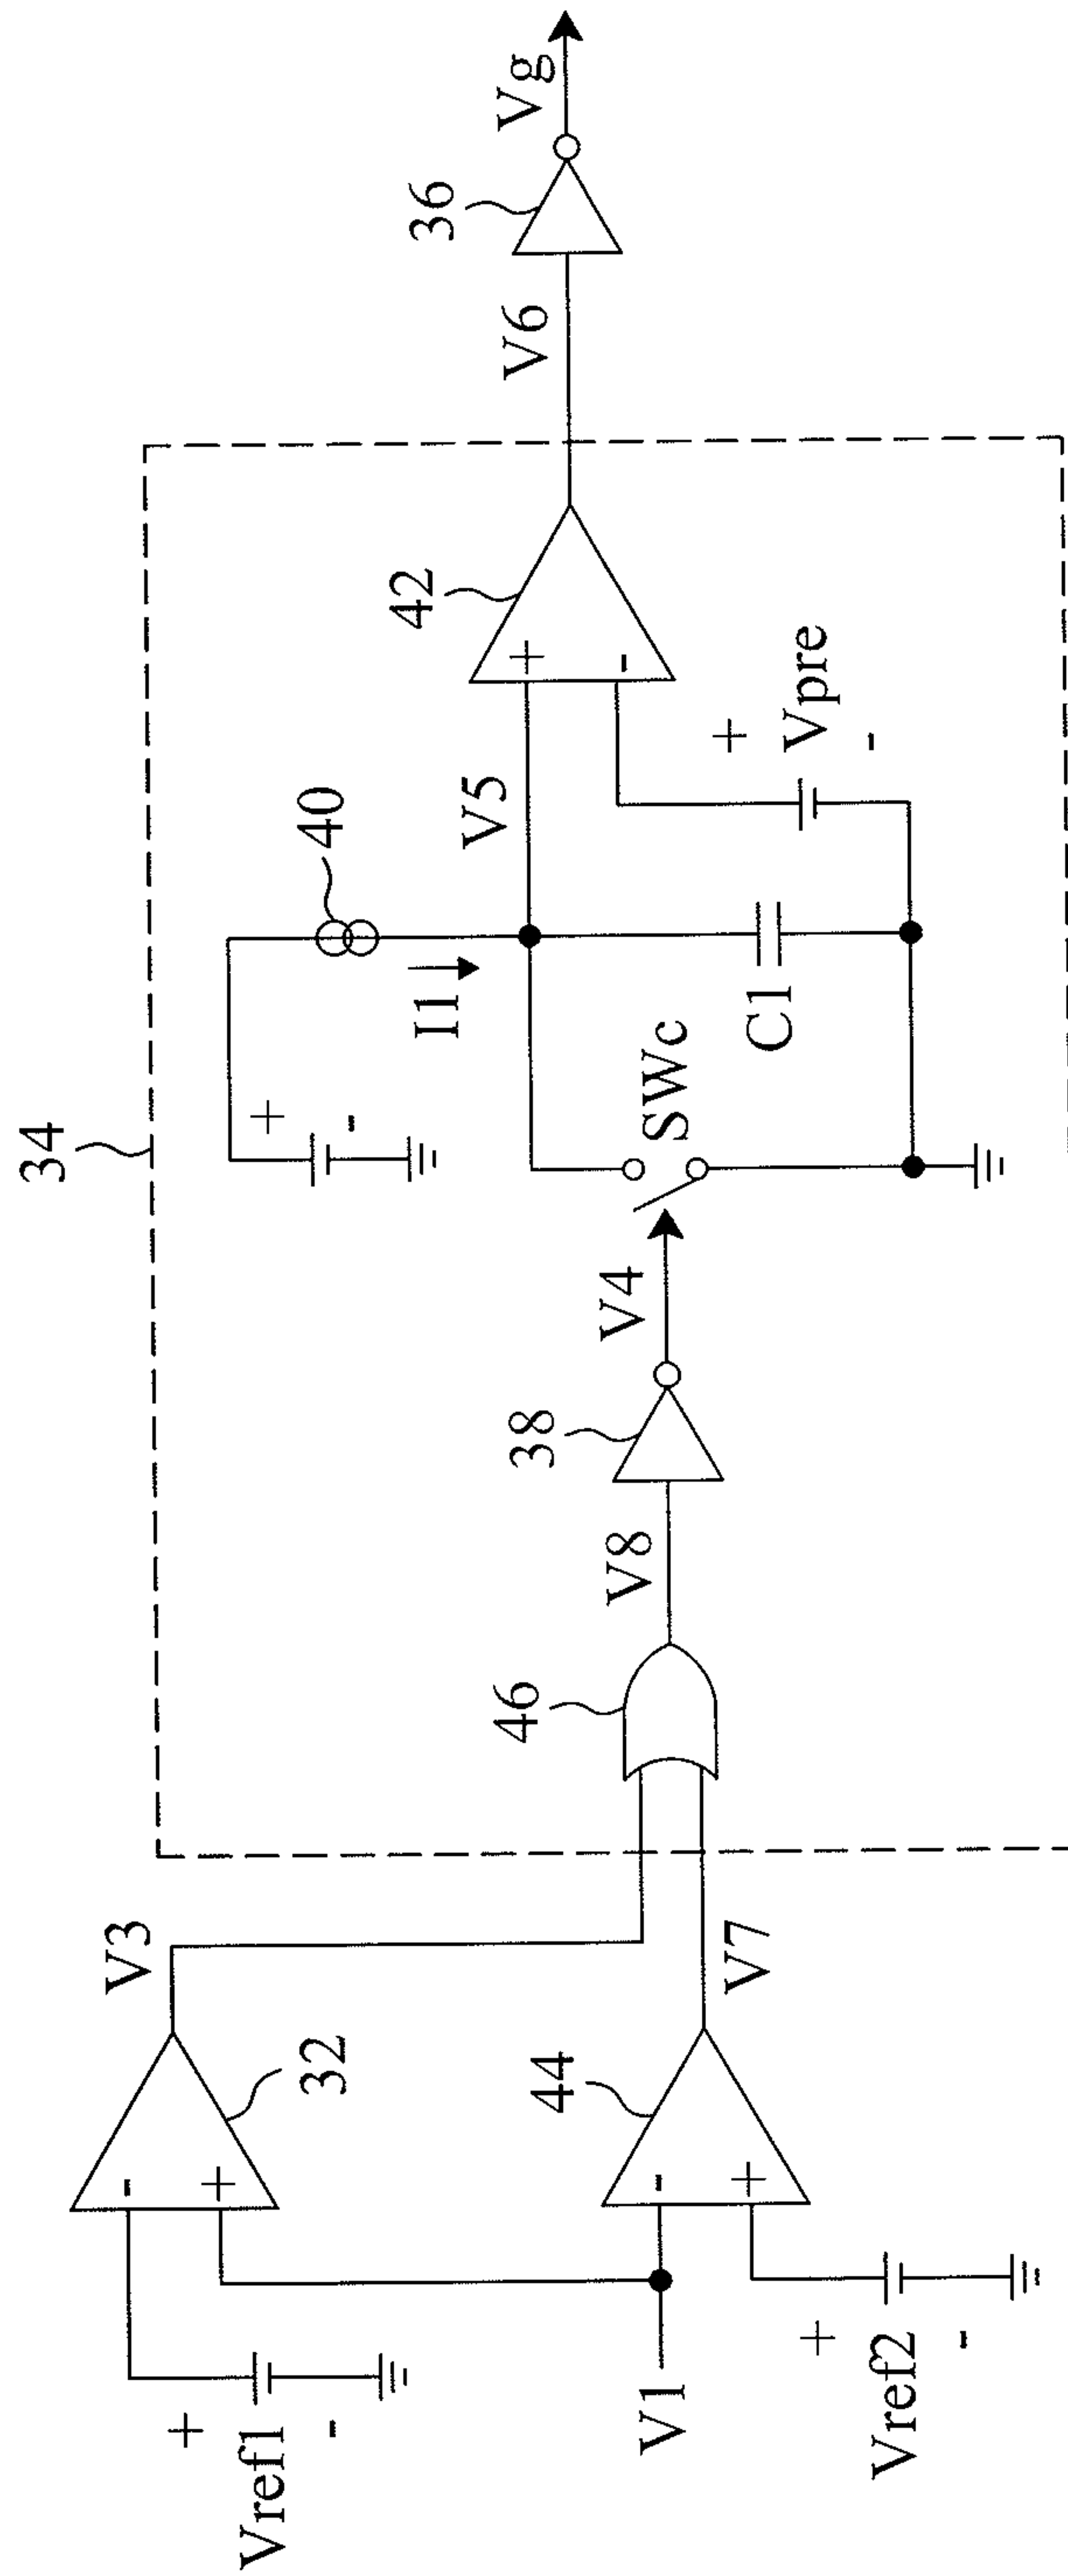 34
Vref1
+
-
-
+
32
V3
V1
Vref2
+
-
-
+
44
V7
46
V8
38
V4
SWc
+
-
I1
40
C1
V5
+
-
42
+
Vpre
-
V6
36
Vg